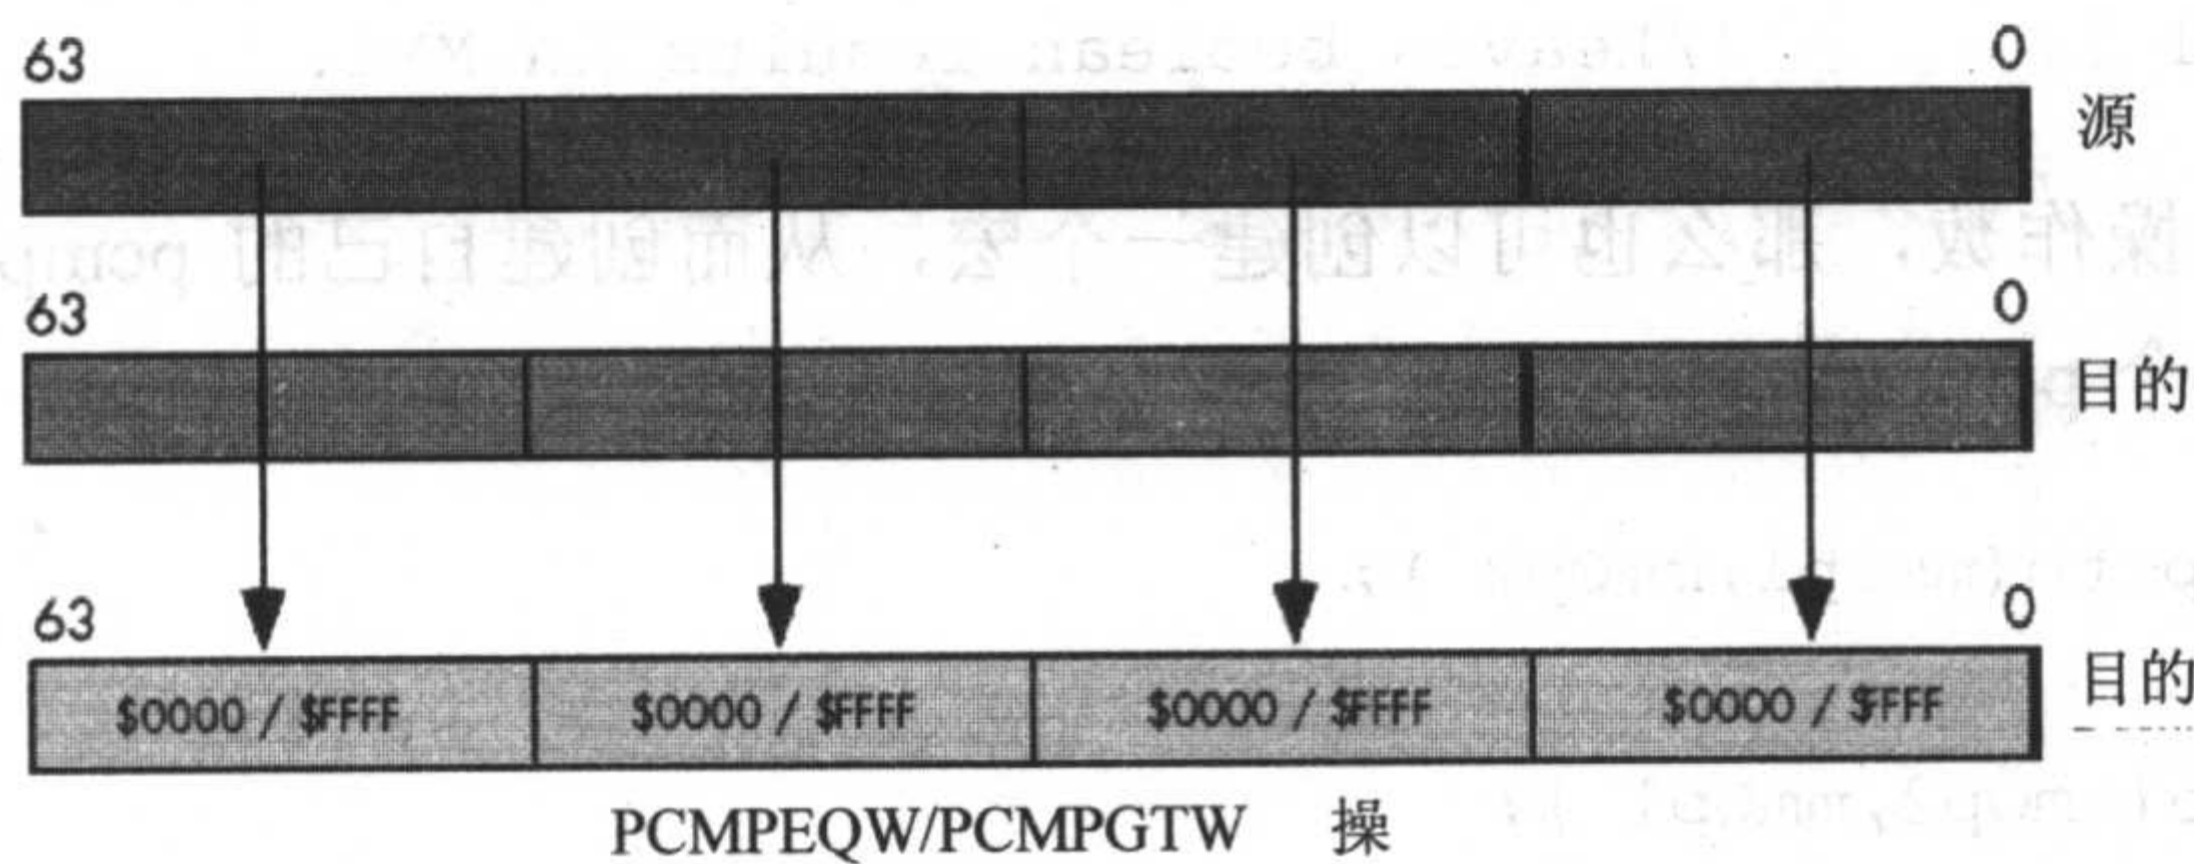 63 0
源
63 0
目的
63 0
$0000 / $FFFF $0000 / $FFFF $0000 / $FFFF $0000 / $FFFF
目的
PCMPEQW/PCMPGTW 操